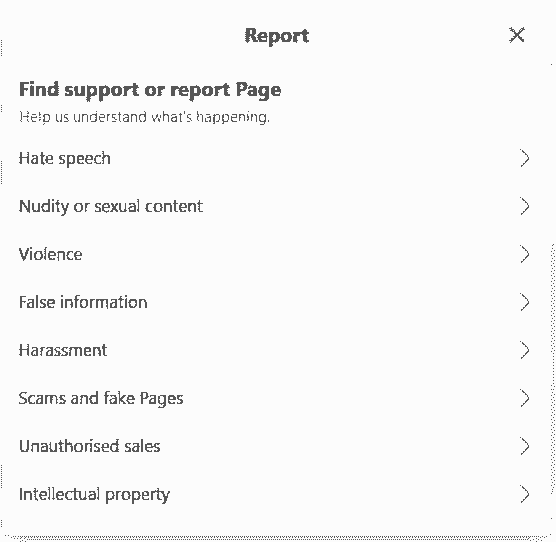 Report
Find support or report Page
Help us understand what's happening.
Hate speech
Nudity or sexual content
Violence
False information
Harassment
Scams and fake Pages
Unauthorised sales
Intellectual property